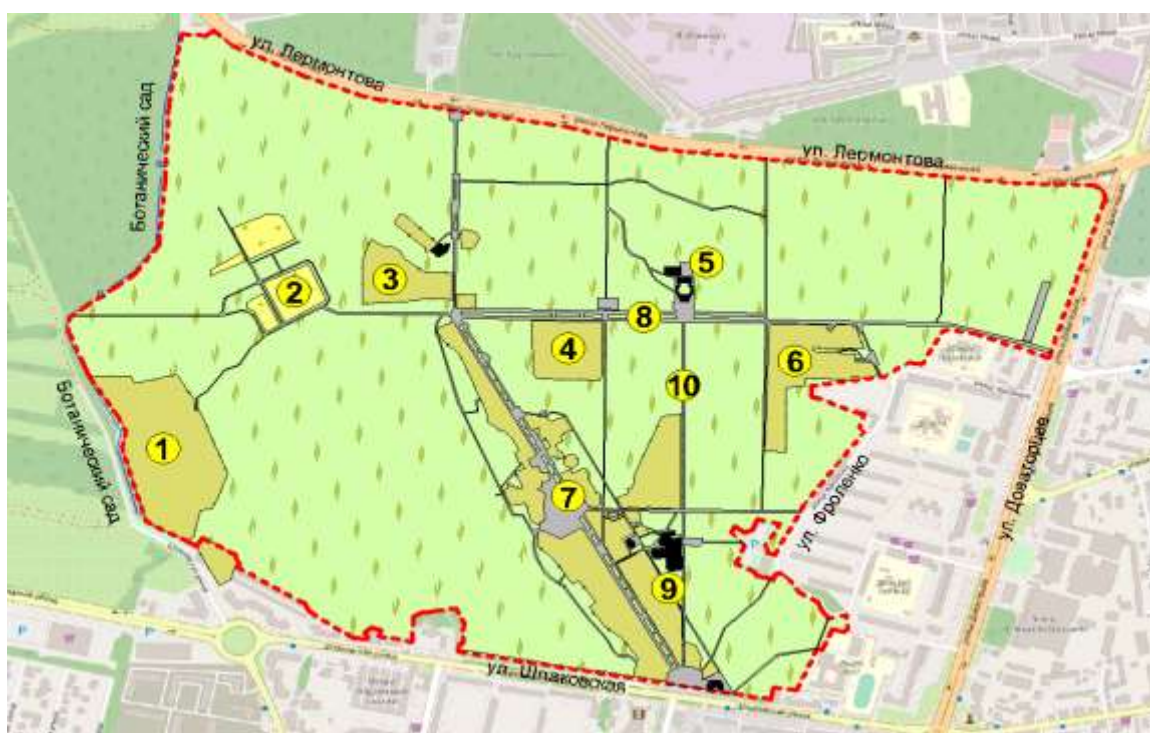 ул. Лермонтова
ул. Лермонтова
Ботанический сад
5
3
2
8
4
6
10
1
Ботанический сад
7
ул. Фроленко
ул. Доваторцев
P
9
P
P
ул. Шпаковская